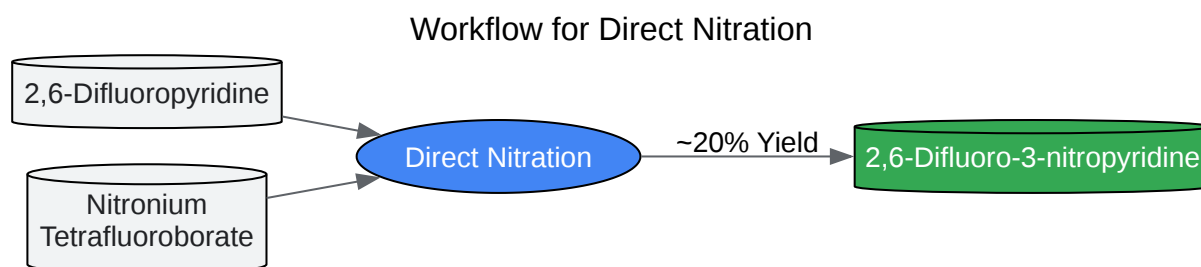 Workflow for Direct Nitration
2,6-Difluoropyridine
Nitronium
Tetrafluoroborate
Direct Nitration
~20% Yield
2,6-Difluoro-3-nitropyridine